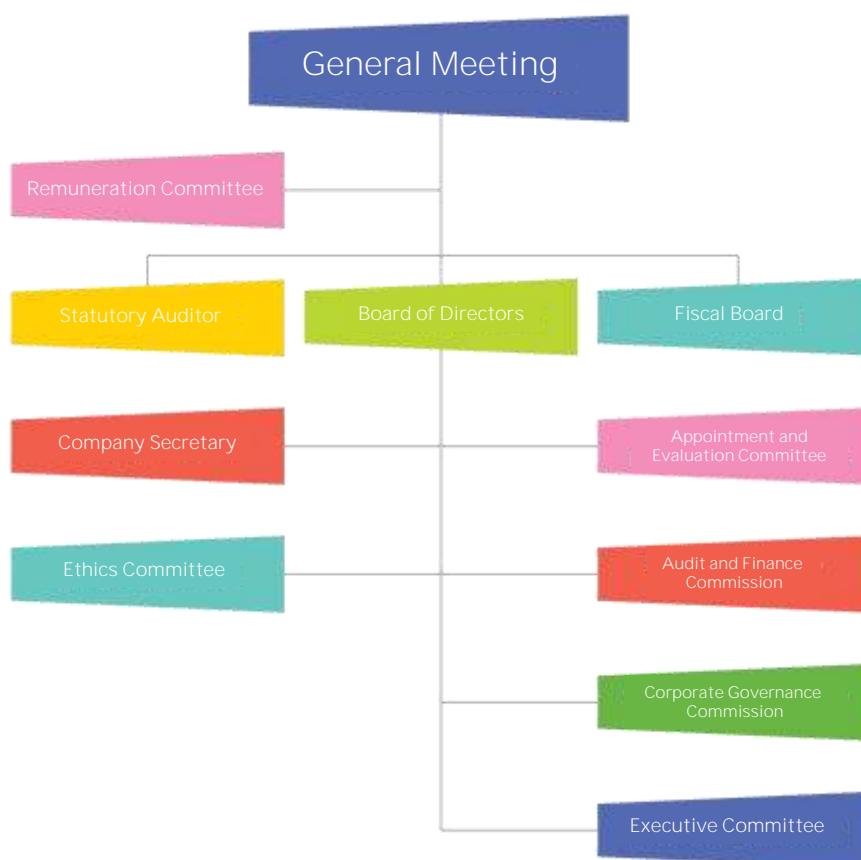 General Meeting
Remuneration Committee
Statutory Auditor
Board of Directors
Fiscal Board
Company Secretary
Appointment and
Evaluation Committee
Ethics Committee
Audit and Finance
Commission
Corporate Governance
Commission
Executive Committee